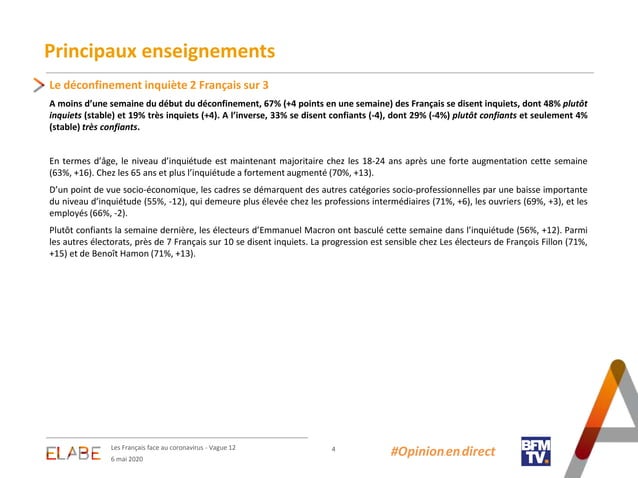 Principaux enseignements
Le déconfinement inquiète 2 Français sur 3
A moins d’une semaine du début du déconfinement, 67% (+4 points en une semaine) des Français se disent inquiets, dont 48% plutôt
inquiets (stable) et 19% très inquiets (+4). A l’inverse, 33% se disent confiants (-4), dont 29% (-4%) plutôt confiants et seulement 4%
(stable) très confiants.
En termes d’âge, le niveau d’inquiétude est maintenant majoritaire chez les 18-24 ans après une forte augmentation cette semaine
(63%, +16). Chez les 65 ans et plus l’inquiétude a fortement augmenté (70%, +13).
D’un point de vue socio-économique, les cadres se démarquent des autres catégories socio-professionnelles par une baisse importante
du niveau d’inquiétude (55%, -12), qui demeure plus élevée chez les professions intermédiaires (71%, +6), les ouvriers (69%, +3), et les
employés (66%, -2).
Plutôt confiants la semaine dernière, les électeurs d’Emmanuel Macron ont basculé cette semaine dans l’inquiétude (56%, +12). Parmi
les autres électorats, près de 7 Français sur 10 se disent inquiets. La progression est sensible chez Les électeurs de François Fillon (71%,
+15) et de Benoît Hamon (71%, +13).
ELABE
Les Français face au coronavirus - Vague 12
6 mai 2020
4
#Opinionendirect
BFM
TV.